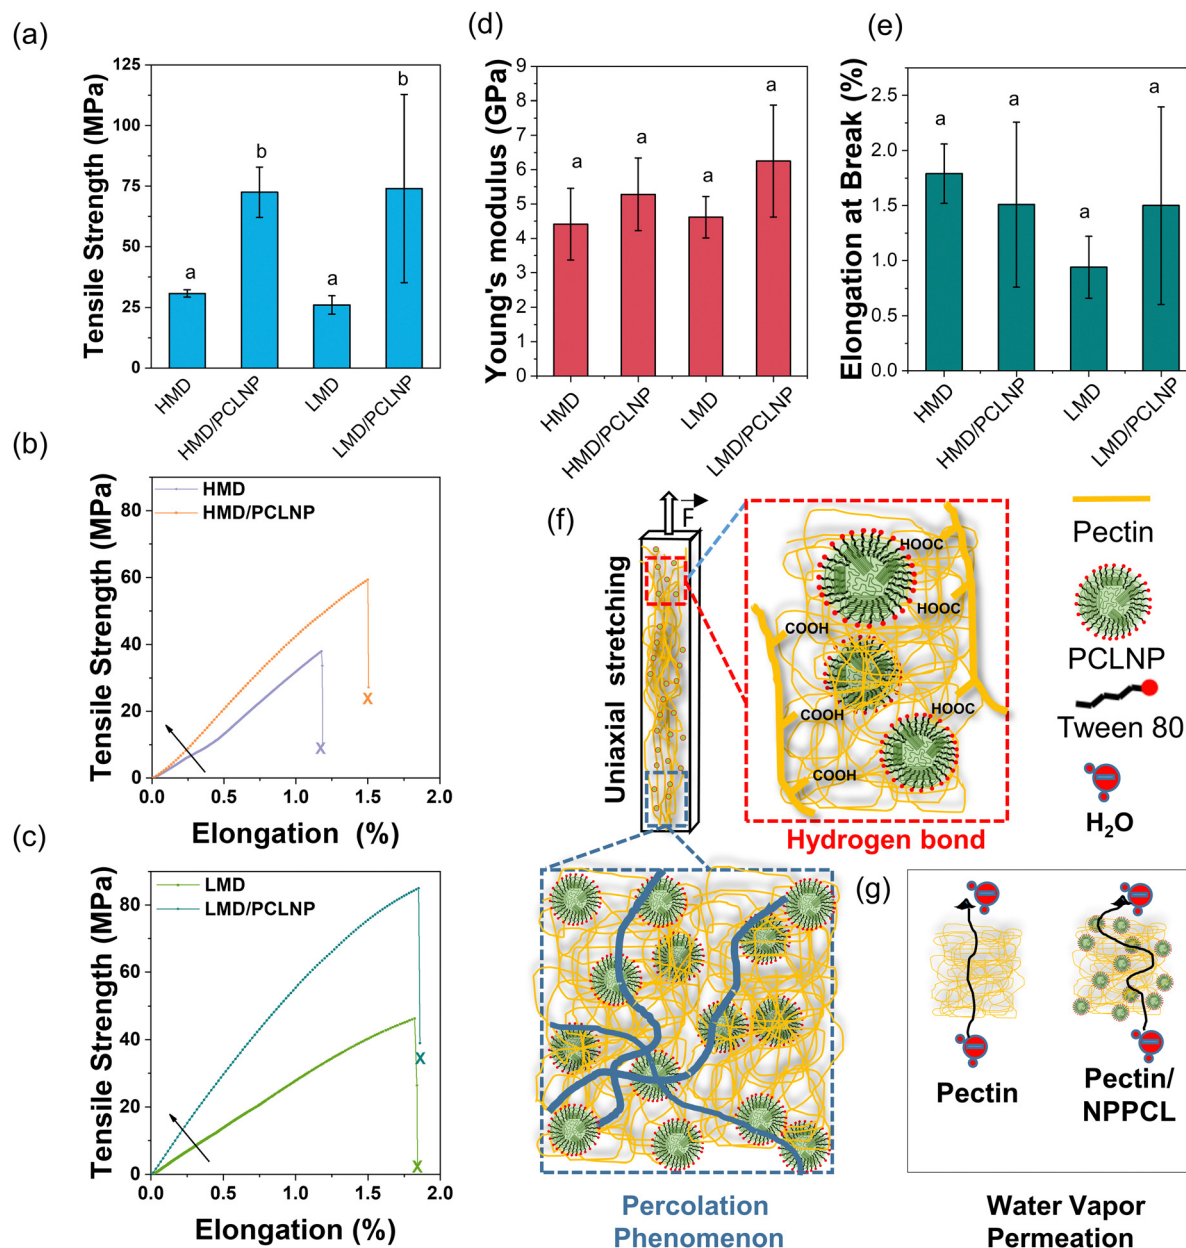 (a)
Tensile Strength (MPa)
125
100
75
50
25
0
a
b
a
b
HMD
HMD/PCLNP
LMD
LMD/PCLNP
(d)
Young's modulus (GPa)
9
8
7
6
5
4
3
2
1
0
a
a
a
a
HMD
HMD/PCLNP
LMD
LMD/PCLNP
(e)
Elongation at Break (%)
2.5
2.0
1.5
1.0
0.5
0.0
a
a
a
a
HMD
HMD/PCLNP
LMD
LMD/PCLNP
(b)
Tensile Strength (MPa)
80
60
40
20
0
HMD
HMD/PCLNP
X
X
0.0 0.5 1.0 1.5 2.0
Elongation (%)
(c)
Tensile Strength (MPa)
80
60
40
20
0
LMD
LMD/PCLNP
X
X
0.0 0.5 1.0 1.5 2.0
Elongation (%)
(f)
F
Uniaxial stretching
HOOC
HOOC
COOH
COOH
HOOC
COOH
Hydrogen bond
Percolation
Phenomenon
Pectin
PCLNP
Tween 80
H₂O
(g)
Pectin
Pectin/
NPPCL
Water Vapor
Permeation